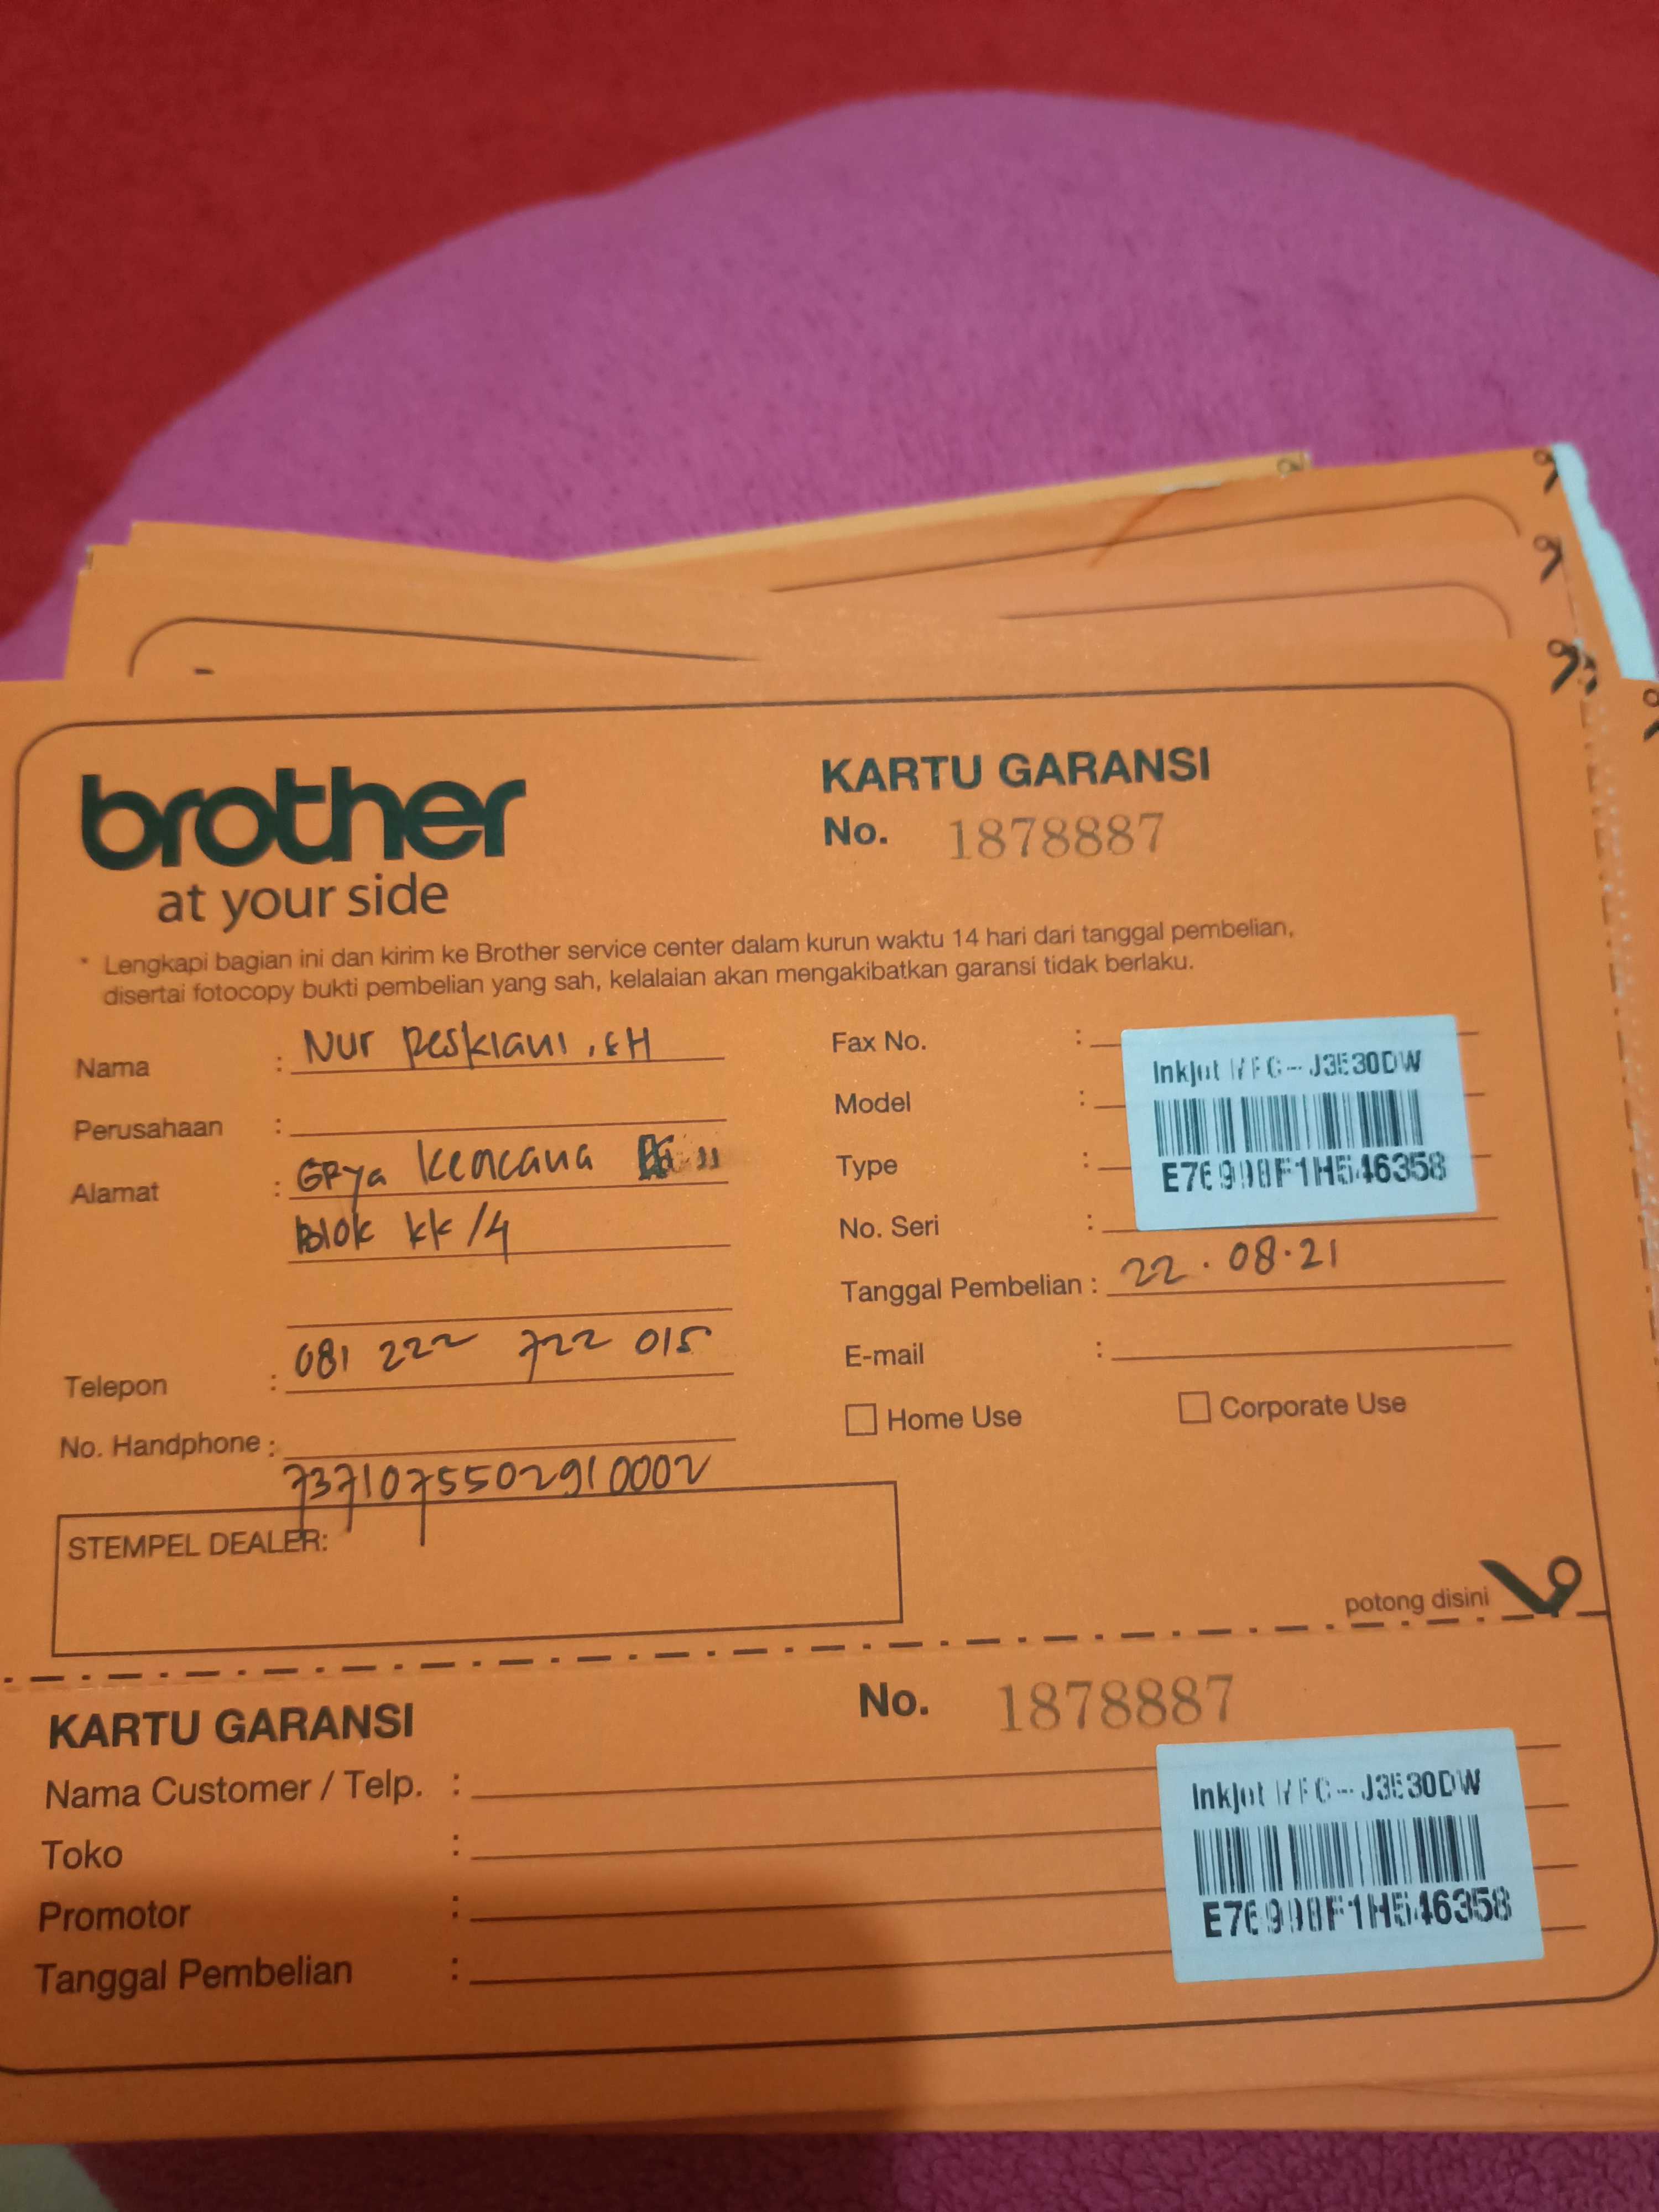 brother
at your side
KARTU GARANSI
No. 1878887
* Lengkapi bagian ini dan kirim ke Brother service center dalam kurun waktu 14 hari dari tanggal pembelian,
disertai fotocopy bukti pembelian yang sah, kelalaian akan mengakibatkan garansi tidak berlaku.
Nama : Nur Reskiani, SH
Perusahaan :
Alamat : Grya Kencana
Blok KK /4
Telepon : 081 222 722 015
No. Handphone :
7371075502910002
STEMPEL DEALER:
Fax No. :
Model :
Type :
No. Seri :
Inkjet MFC-J3530DW
E76998F1H546358
Tanggal Pembelian : 22.08.21
E-mail :
Home Use
Corporate Use
potong disini
KARTU GARANSI
No. 1878887
Nama Customer / Telp. :
Toko :
Promotor :
Tanggal Pembelian :
Inkjet MFC-J3530DW
E76998F1H546358